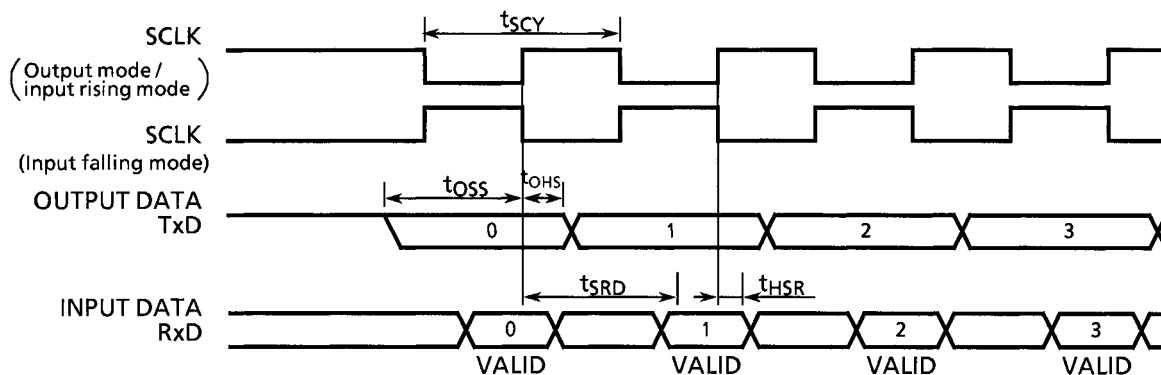 tSCY
SCLK
(Output mode /
input rising mode)
SCLK
(Input falling mode)
tOSS tOHS
OUTPUT DATA
TxD
0 1 2 3
tSRD tHSR
INPUT DATA
RxD
0 1 2 3
VALID VALID VALID VALID